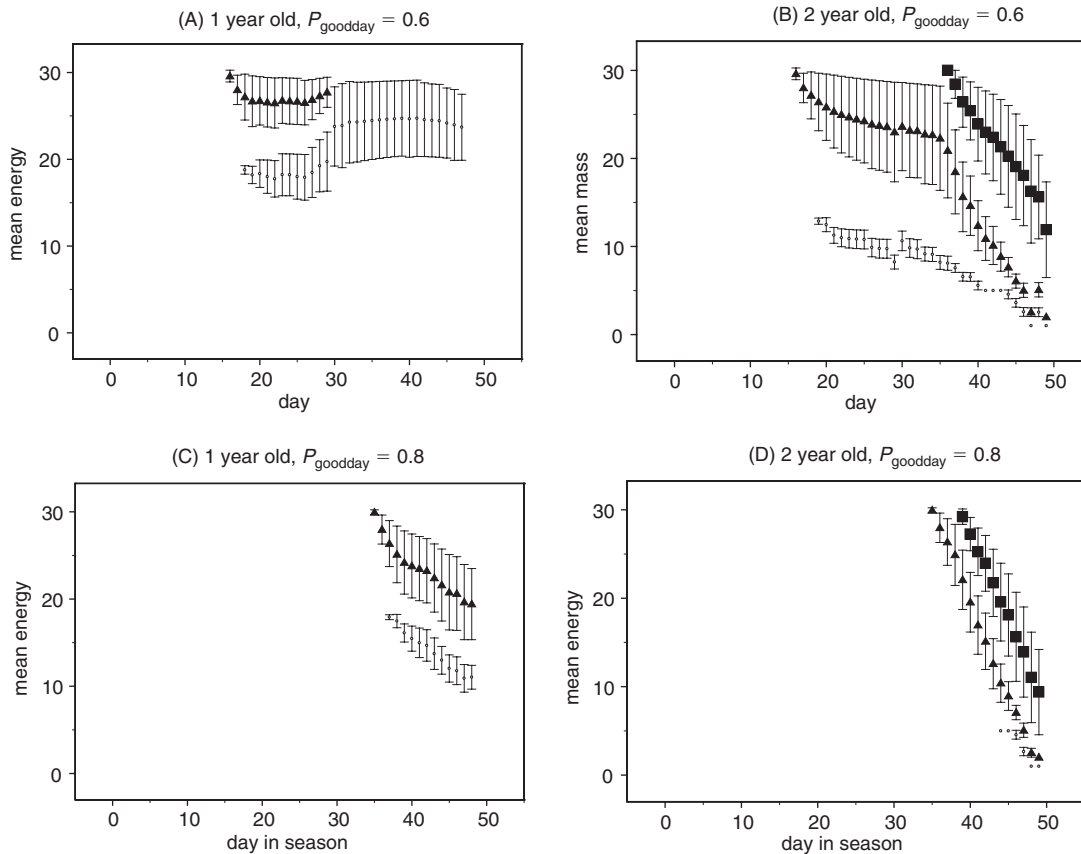 (A) 1 year old, Pgoodday = 0.6
mean energy
30
20
10
0
0 10 20 30 40 50
day
(B) 2 year old, Pgoodday = 0.6
mean mass
30
20
10
0
0 10 20 30 40 50
day
(C) 1 year old, Pgoodday = 0.8
mean energy
30
20
10
0
0 10 20 30 40 50
day in season
(D) 2 year old, Pgoodday = 0.8
mean energy
30
20
10
0
0 10 20 30 40 50
day in season